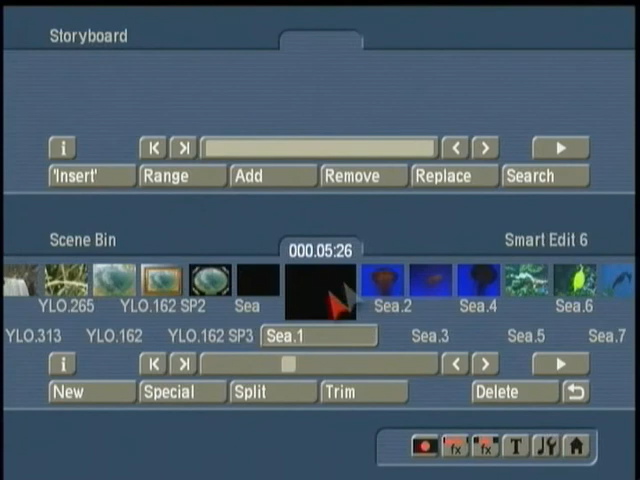 Storyboard
i
'Insert' Range Add Remove Replace Search
Scene Bin 000.05:26 Smart Edit 6
YLO.265 YLO.162 SP2 Sea Sea.2 Sea.4 Sea.6
YLO.313 YLO.162 YLO.162 SP3 Sea.1 Sea.3 Sea.5 Sea.7
i
New Special Split Trim Delete
fx fx T